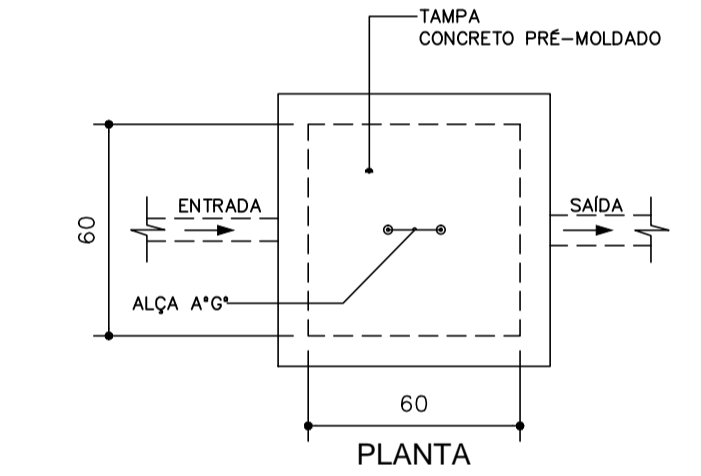 TAMPA
CONCRETO PRÉ-MOLDADO
ENTRADA
SAÍDA
60
ALÇA A°G°
60
PLANTA